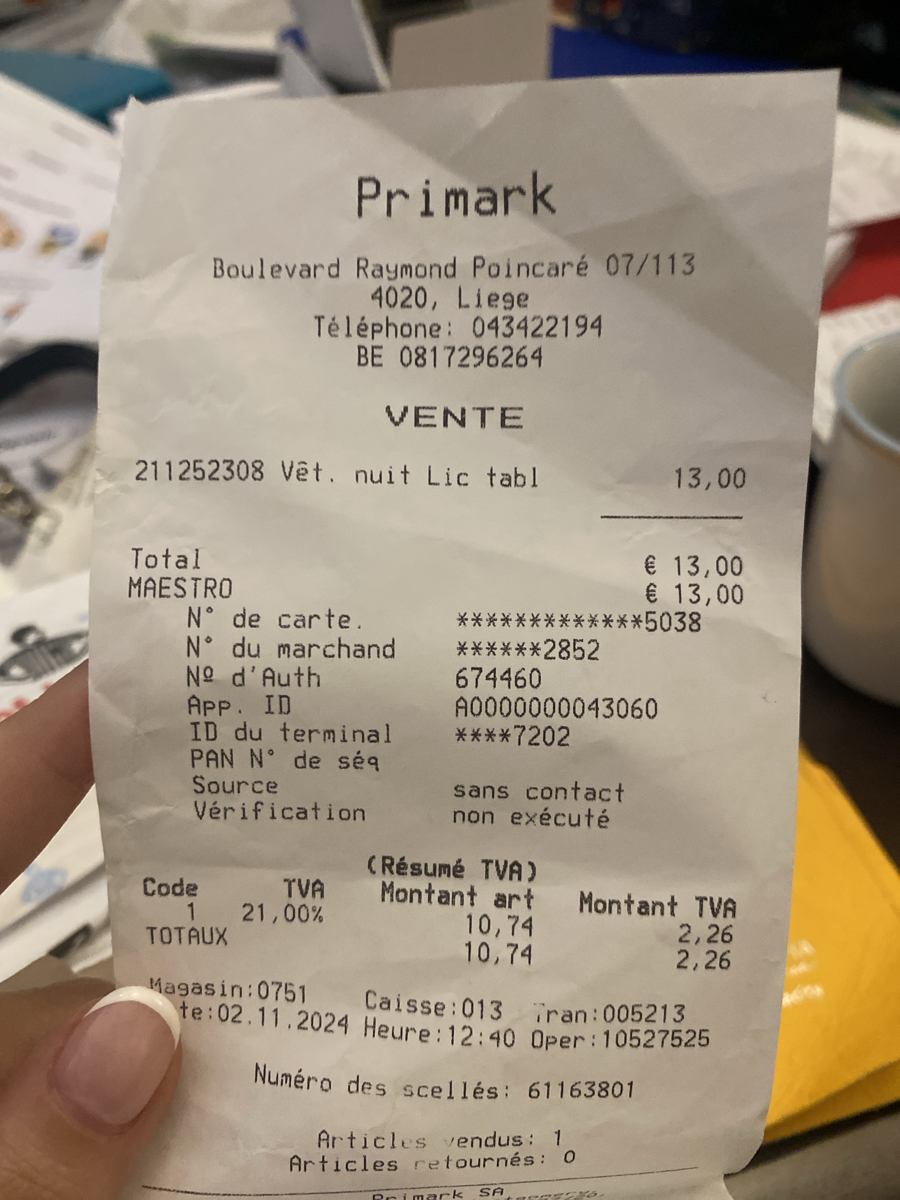 Primark
Boulevard Raymond Poincaré 07/113
4020, Liege
Téléphone: 043422194
BE 0817296264
VENTE
211252308 Vêt. nuit Lic tabl 13,00
Total € 13,00
MAESTRO € 13,00
N° de carte. *************5038
N° du marchand ******2852
Nº d'Auth 674460
App. ID A0000000043060
ID du terminal ****7202
PAN N° de séq
Source sans contact
Vérification non exécuté
(Résumé TVA)
Code TVA Montant art Montant TVA
1 21,00% 10,74 2,26
TOTAUX 10,74 2,26
Magasin:0751 Caisse:013 Tran:005213
te:02.11.2024 Heure:12:40 Oper:10527525
Numéro des scellés: 61163801
Articles vendus: 1
Articles retournés: 0
Primark SA